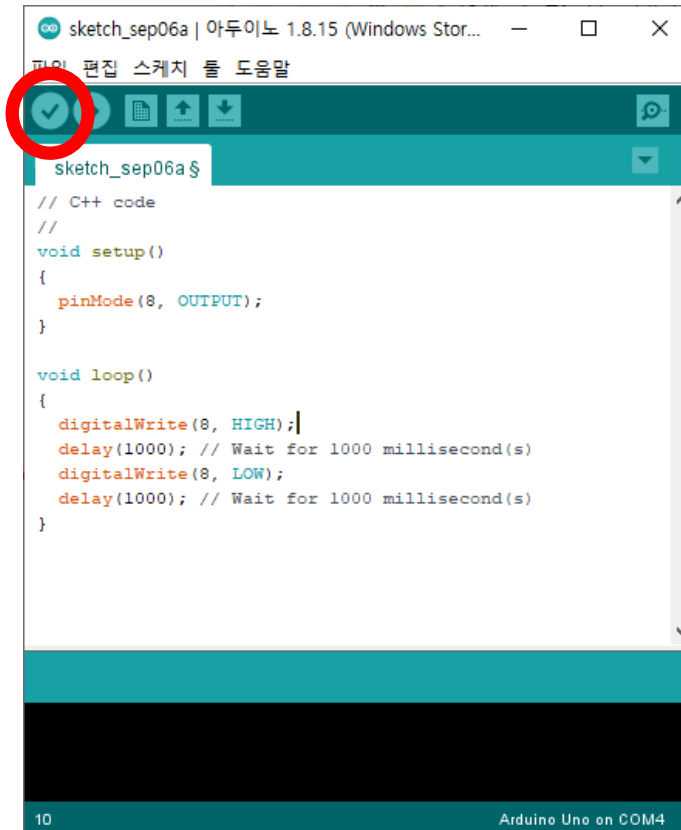 sketch_sep06a | 아두이노 1.8.15 (Windows Stor...
파일 편집 스케치 툴 도움말
sketch_sep06a §
// C++ code
//
void setup()
{
  pinMode(8, OUTPUT);
}

void loop()
{
  digitalWrite(8, HIGH);
  delay(1000); // Wait for 1000 millisecond(s)
  digitalWrite(8, LOW);
  delay(1000); // Wait for 1000 millisecond(s)
}
10 Arduino Uno on COM4